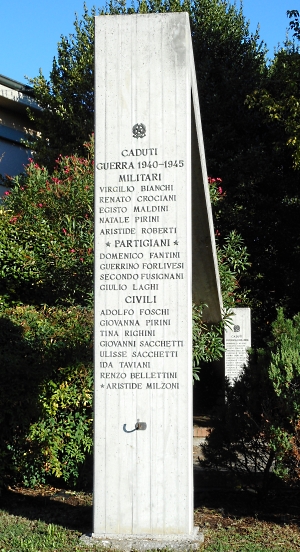 CADUTI
GUERRA 1940-1945
MILITARI
VIRGILIO BIANCHI
RENATO CROCIANI
EGISTO MALDINI
NATALE PIRINI
ARISTIDE ROBERTI
* PARTIGIANI *
DOMENICO FANTINI
GUERRINO FORLIVESI
SECONDO FUSIGNANI
GIULIO LAGHI
CIVILI
ADOLFO FOSCHI
GIOVANNA PIRINI
TINA RIGHINI
GIOVANNI SACCHETTI
ULISSE SACCHETTI
IDA TAVIANI
RENZO BELLETTINI
*ARISTIDE MILZONI